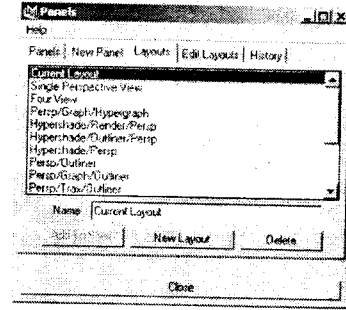 Panels
Help
Panels New Panel Layouts Edit Layouts History
Current Layout
Single Perspective View
Four View
Persp/Graph/Hypergraph
Hypershade/Render/Persp
Hypershade/Outliner/Persp
Hypershade/Persp
Persp/Outliner
Persp/Graph/Outliner
Persp/Trax/Outliner
Name Current Layout
New Layout Delete
Close